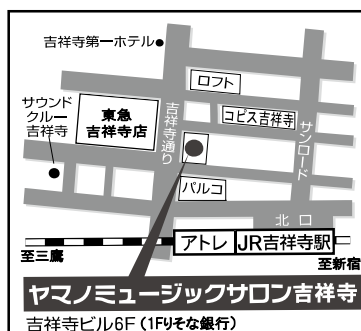 吉祥寺第一ホテル
ロフト
サウンド
クルー
吉祥寺
東急
吉祥寺店
吉祥寺通り
コピス吉祥寺
サンロード
パルコ
北口
アトレ
JR吉祥寺駅
至三鷹
至新宿
ヤマノミュージックサロン吉祥寺
吉祥寺ビル6F (1Fりそな銀行)